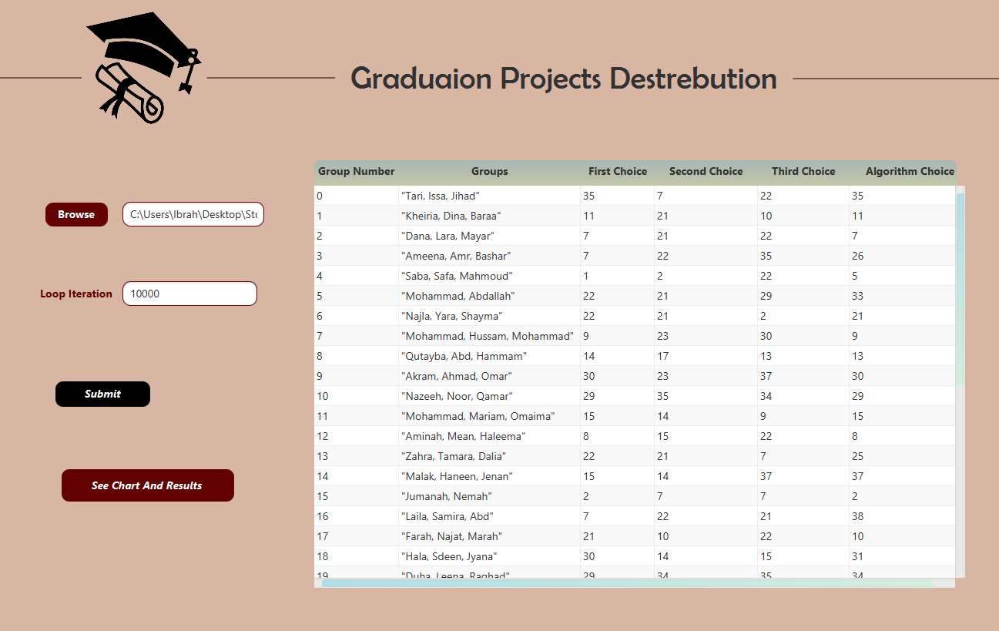 Graduaion Projects Destrebution
Browse C:\Users\Ibrah\Desktop\Stu
Loop Iteration 10000
Submit
See Chart And Results
Group Number Groups First Choice Second Choice Third Choice Algorithm Choice
0 "Tari, Issa, Jihad" 35 7 22 35
1 "Kheiria, Dina, Baraa" 11 21 10 11
2 "Dana, Lara, Mayar" 7 21 22 7
3 "Ameena, Amr, Bashar" 7 22 35 26
4 "Saba, Safa, Mahmoud" 1 2 22 5
5 "Mohammad, Abdallah" 22 21 29 33
6 "Najla, Yara, Shayma" 22 21 2 21
7 "Mohammad, Hussam, Mohammad" 9 23 30 9
8 "Qutayba, Abd, Hammam" 14 17 13 13
9 "Akram, Ahmad, Omar" 30 23 37 30
10 "Nazeeh, Noor, Qamar" 29 35 34 29
11 "Mohammad, Mariam, Omaima" 15 14 9 15
12 "Aminah, Mean, Haleema" 8 15 22 8
13 "Zahra, Tamara, Dalia" 22 21 7 25
14 "Malak, Haneen, Jenan" 15 14 37 37
15 "Jumanah, Nemah" 2 7 7 2
16 "Laila, Samira, Abd" 7 22 21 38
17 "Farah, Najat, Marah" 21 10 22 10
18 "Hala, Sdeen, Jyana" 30 14 15 31
19 "Duha, Leena, Raghad" 29 34 35 34